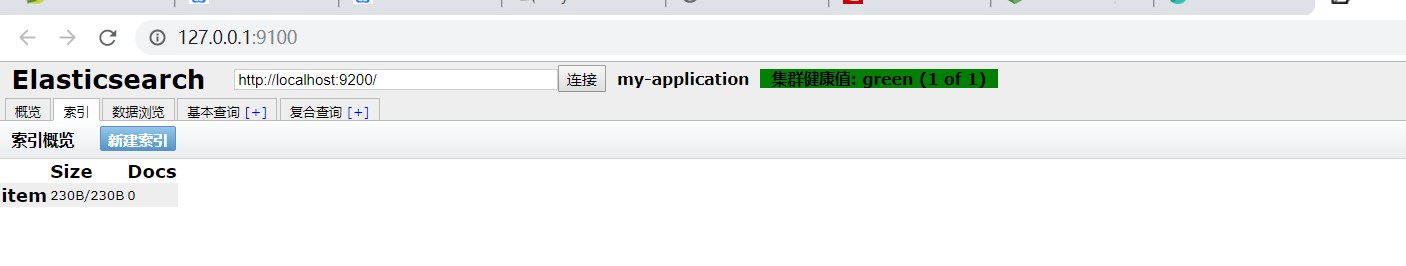 127.0.0.1:9100
Elasticsearch http://localhost:9200/ 连接 my-application 集群健康值: green (1 of 1)
概览 索引 数据浏览 基本查询 [+] 复合查询 [+]
索引概览 新建索引
Size Docs
item 230B/230B 0